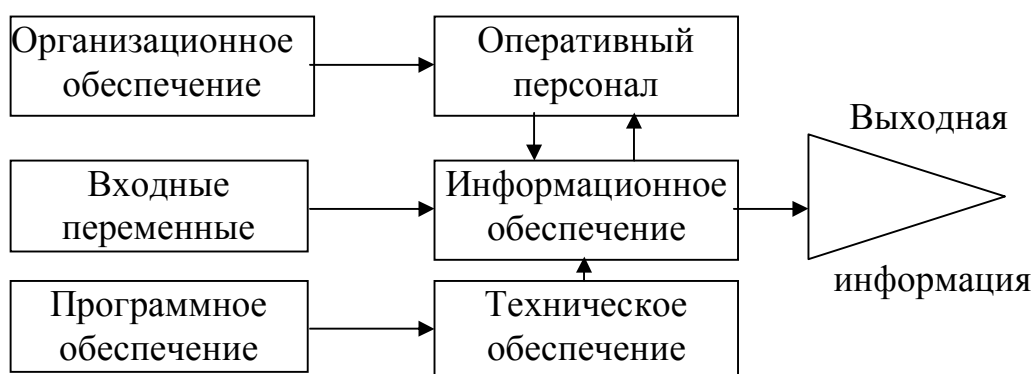 Организационное
обеспечение
Оперативный
персонал
Выходная
Входные
переменные
Информационное
обеспечение
информация
Программное
обеспечение
Техническое
обеспечение